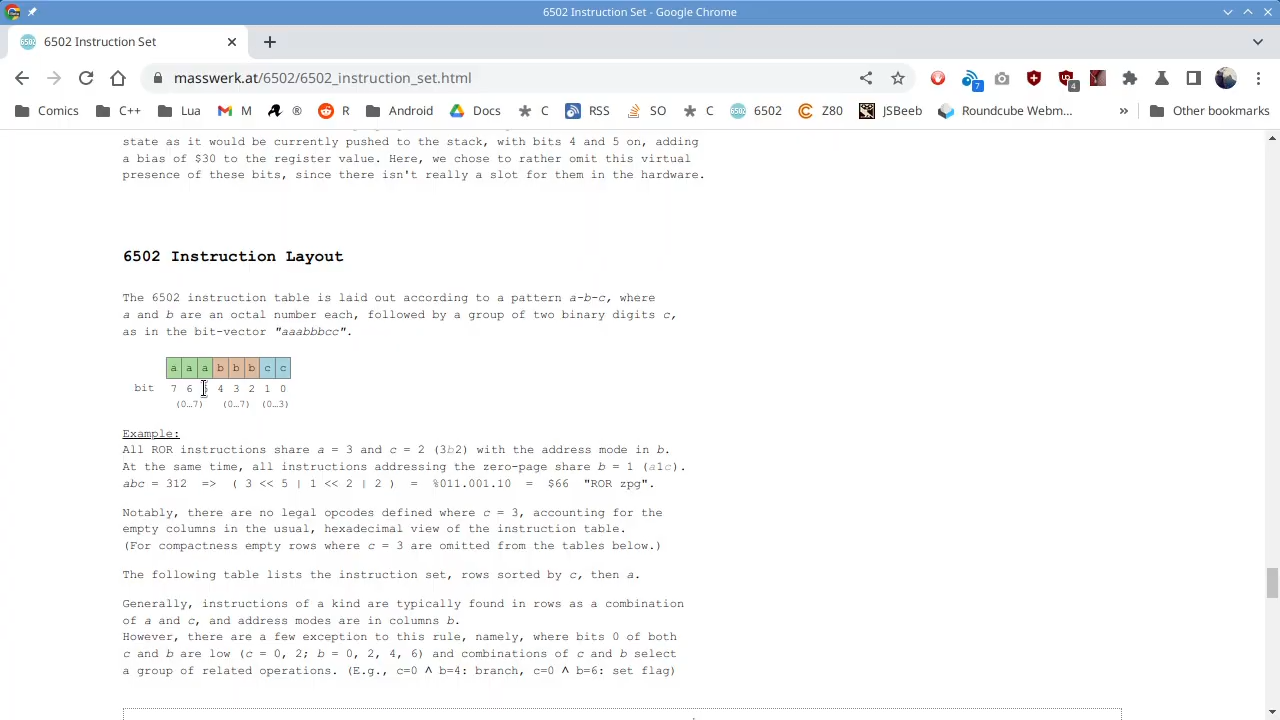 6502 Instruction Set - Google Chrome
6502 Instruction Set
masswerk.at/6502/6502_instruction_set.html
7
4
Comics C++ Lua M ® R Android Docs C RSS SO C 6502 Z80 JSBeeb Roundcube Webm... » Other bookmarks
state as it would be currently pushed to the stack, with bits 4 and 5 on, adding
a bias of $30 to the register value. Here, we chose to rather omit this virtual
presence of these bits, since there isn't really a slot for them in the hardware.
6502 Instruction Layout
The 6502 instruction table is laid out according to a pattern a-b-c, where
a and b are an octal number each, followed by a group of two binary digits c,
as in the bit-vector "aaabbbcc".
a a a b b b c c
bit 7 6 5 4 3 2 1 0
(0…7) (0…7) (0…3)
Example:
All ROR instructions share a = 3 and c = 2 (3b2) with the address mode in b.
At the same time, all instructions addressing the zero-page share b = 1 (a1c).
abc = 312 => ( 3 << 5 | 1 << 2 | 2 ) = %011.001.10 = $66 "ROR zpg".
Notably, there are no legal opcodes defined where c = 3, accounting for the
empty columns in the usual, hexadecimal view of the instruction table.
(For compactness empty rows where c = 3 are omitted from the tables below.)
The following table lists the instruction set, rows sorted by c, then a.
Generally, instructions of a kind are typically found in rows as a combination
of a and c, and address modes are in columns b.
However, there are a few exception to this rule, namely, where bits 0 of both
c and b are low (c = 0, 2; b = 0, 2, 4, 6) and combinations of c and b select
a group of related operations. (E.g., c=0 ∧ b=4: branch, c=0 ∧ b=6: set flag)